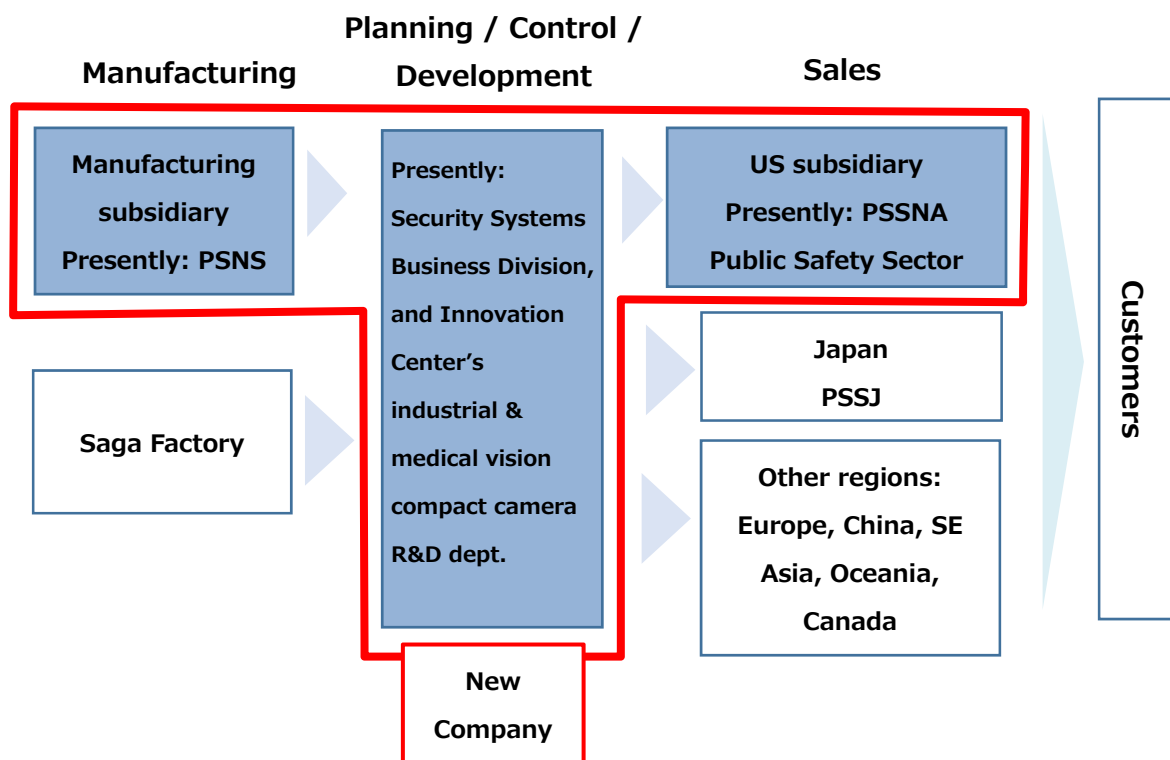 Manufacturing
Planning / Control /
Development
Sales
Manufacturing
subsidiary
Presently: PSNS
Saga Factory
Presently:
Security Systems
Business Division,
and Innovation
Center’s
industrial &
medical vision
compact camera
R&D dept.
New
Company
US subsidiary
Presently: PSSNA
Public Safety Sector
Japan
PSSJ
Other regions:
Europe, China, SE
Asia, Oceania,
Canada
Customers